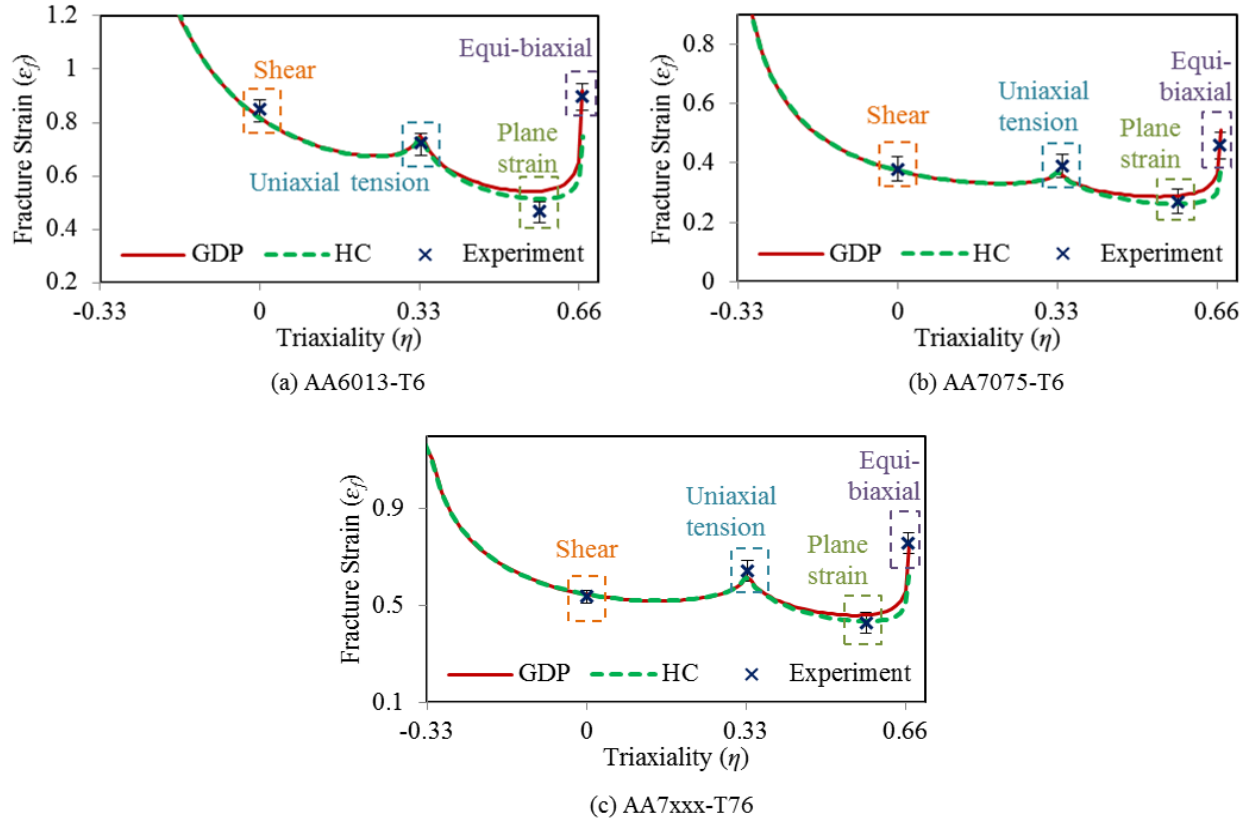 1.2
1
0.8
0.6
0.4
0.2
Fracture Strain (εf)
Equi-biaxial
Shear
Plane
strain
Uniaxial tension
GDP
HC
Experiment
-0.33
0
0.33
0.66
Triaxiality (η)
(a) AA6013-T6
0.8
0.6
0.4
0.2
0
Fracture Strain (εf)
Equi-
biaxial
Uniaxial
tension
Shear
Plane
strain
GDP
HC
Experiment
-0.33
0
0.33
0.66
Triaxiality (η)
(b) AA7075-T6
0.9
0.5
0.1
Fracture Strain (εf)
Equi-
biaxial
Uniaxial
tension
Shear
Plane
strain
GDP
HC
Experiment
-0.33
0
0.33
0.66
Triaxiality (η)
(c) AA7xxx-T76